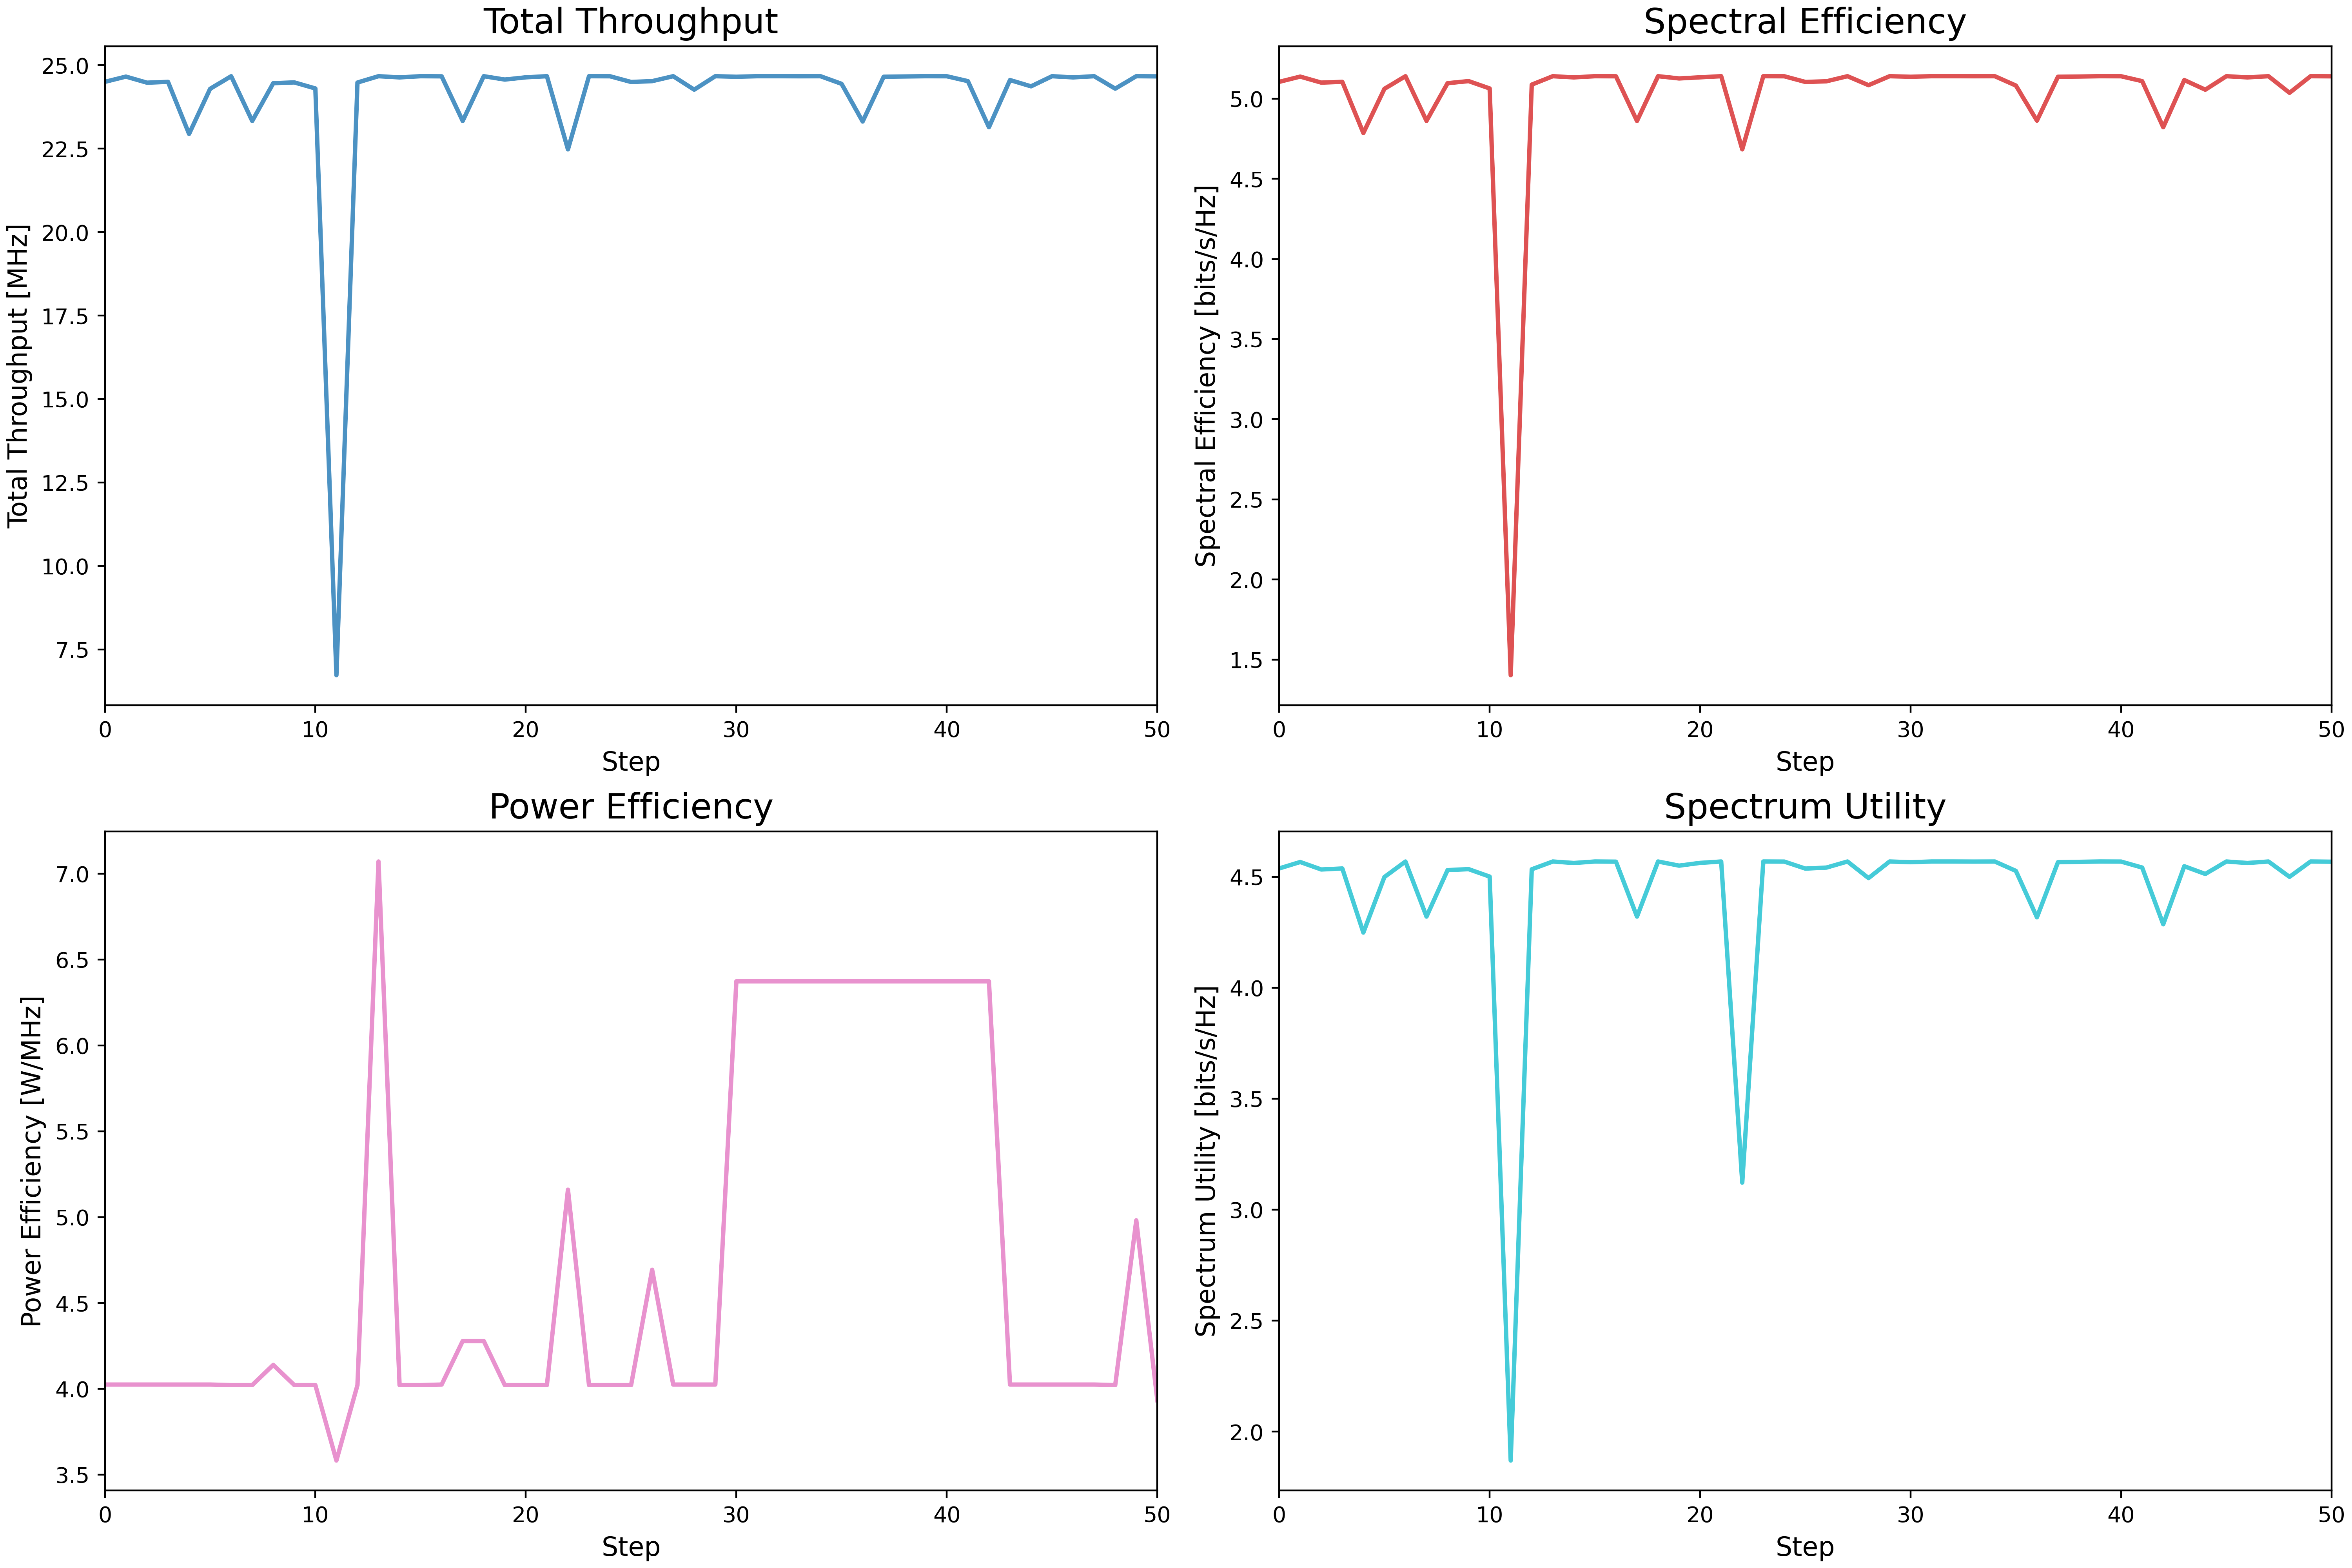 Total Throughput
Total Throughput [MHz]
25.0
22.5
20.0
17.5
15.0
12.5
10.0
7.5
0 10 20 30 40 50
Step
Spectral Efficiency
Spectral Efficiency [bits/s/Hz]
5.0
4.5
4.0
3.5
3.0
2.5
2.0
1.5
0 10 20 30 40 50
Step
Power Efficiency
Power Efficiency [W/MHz]
7.0
6.5
6.0
5.5
5.0
4.5
4.0
3.5
0 10 20 30 40 50
Step
Spectrum Utility
Spectrum Utility [bits/s/Hz]
4.5
4.0
3.5
3.0
2.5
2.0
0 10 20 30 40 50
Step